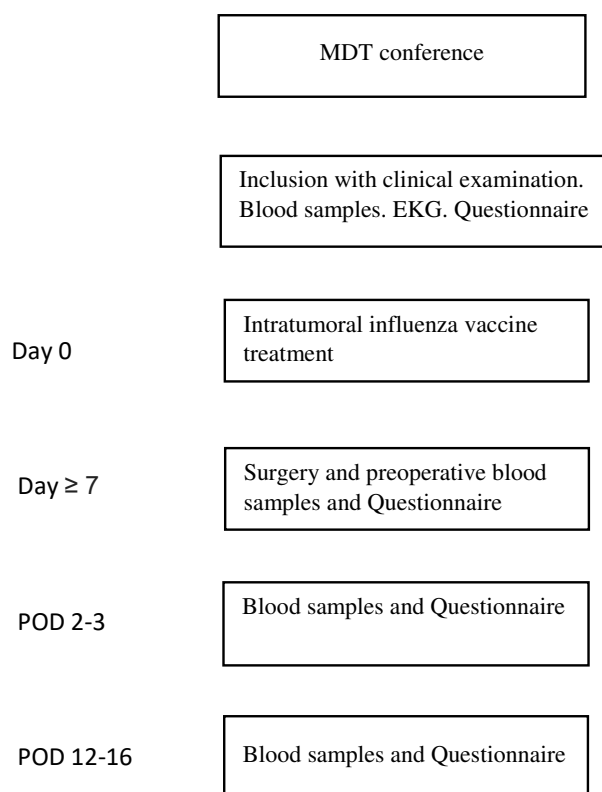 MDT conference
Inclusion with clinical examination.
Blood samples. EKG. Questionnaire
Day 0
Intratumoral influenza vaccine
treatment
Day ≥ 7
Surgery and preoperative blood
samples and Questionnaire
POD 2-3
Blood samples and Questionnaire
POD 12-16
Blood samples and Questionnaire